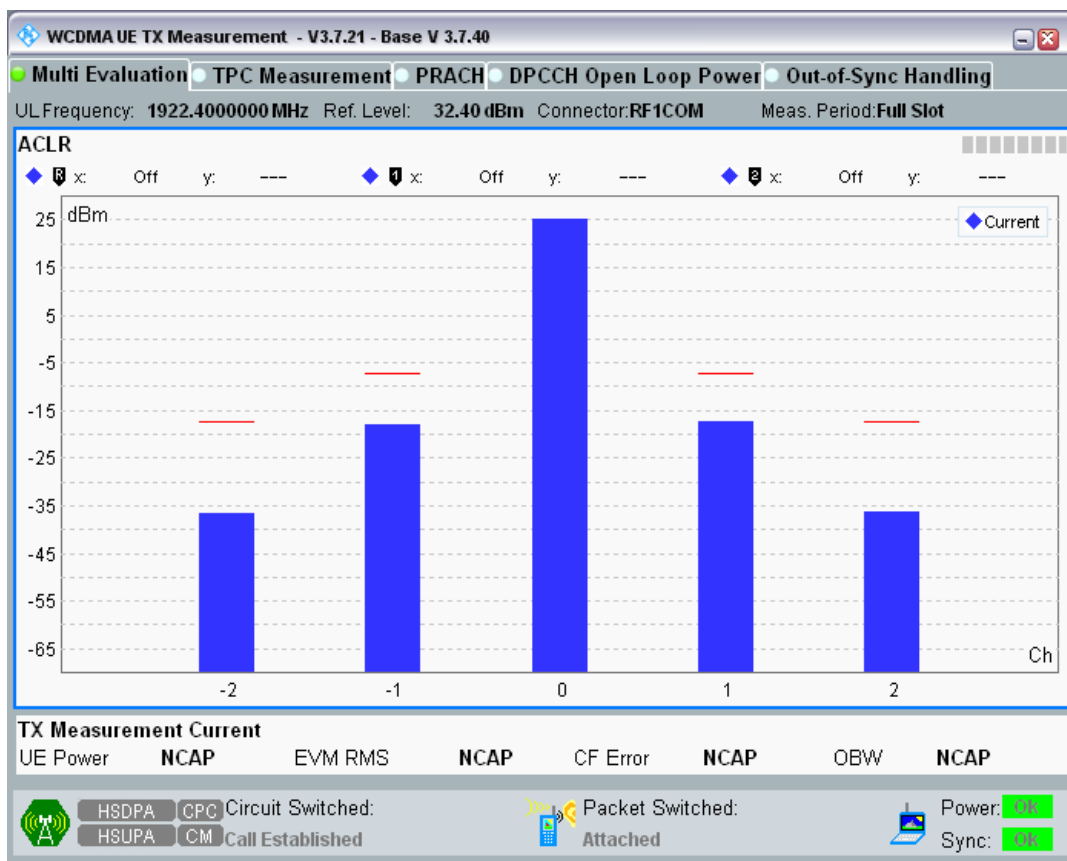 WCDMA UE TX Measurement - V3.7.21 - Base V 3.7.40
Multi Evaluation TPC Measurement PRACH DPCCH Open Loop Power Out-of-Sync Handling
UL Frequency: 1922.4000000 MHz Ref. Level: 32.40 dBm Connector:RF1COM Meas. Period:Full Slot
ACLR
R x: Off y: --- 1 x: Off y: --- 2 x: Off y: ---
dBm
Current
25
15
5
-5
-15
-25
-35
-45
-55
-65
Ch
-2 -1 0 1 2
TX Measurement Current
UE Power NCAP EVM RMS NCAP CF Error NCAP OBW NCAP
HSDPA CPC Circuit Switched: Packet Switched: Power: Ok
HSUPA CM Call Established Attached Sync: Ok